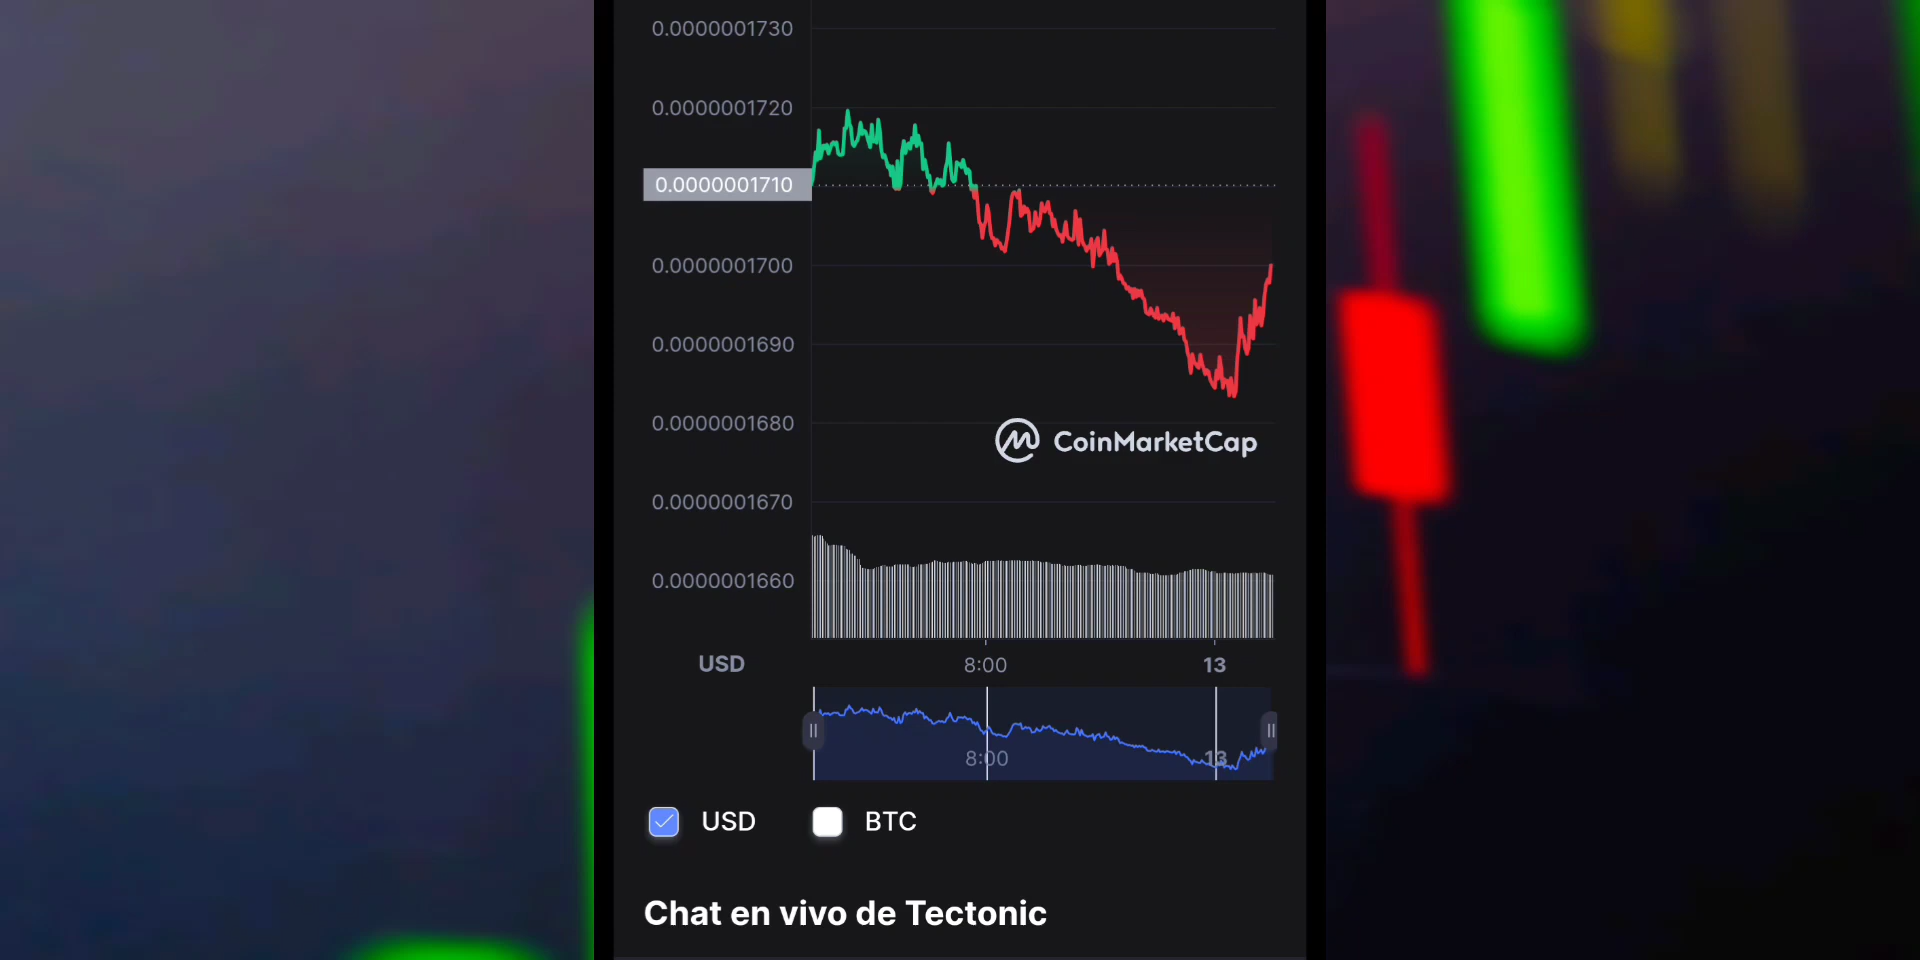 0.0000001730
0.0000001720
0.0000001710
0.0000001700
0.0000001690
0.0000001680
CoinMarketCap
0.0000001670
0.0000001660
USD 8:00 13
8:00 13
USD BTC
Chat en vivo de Tectonic